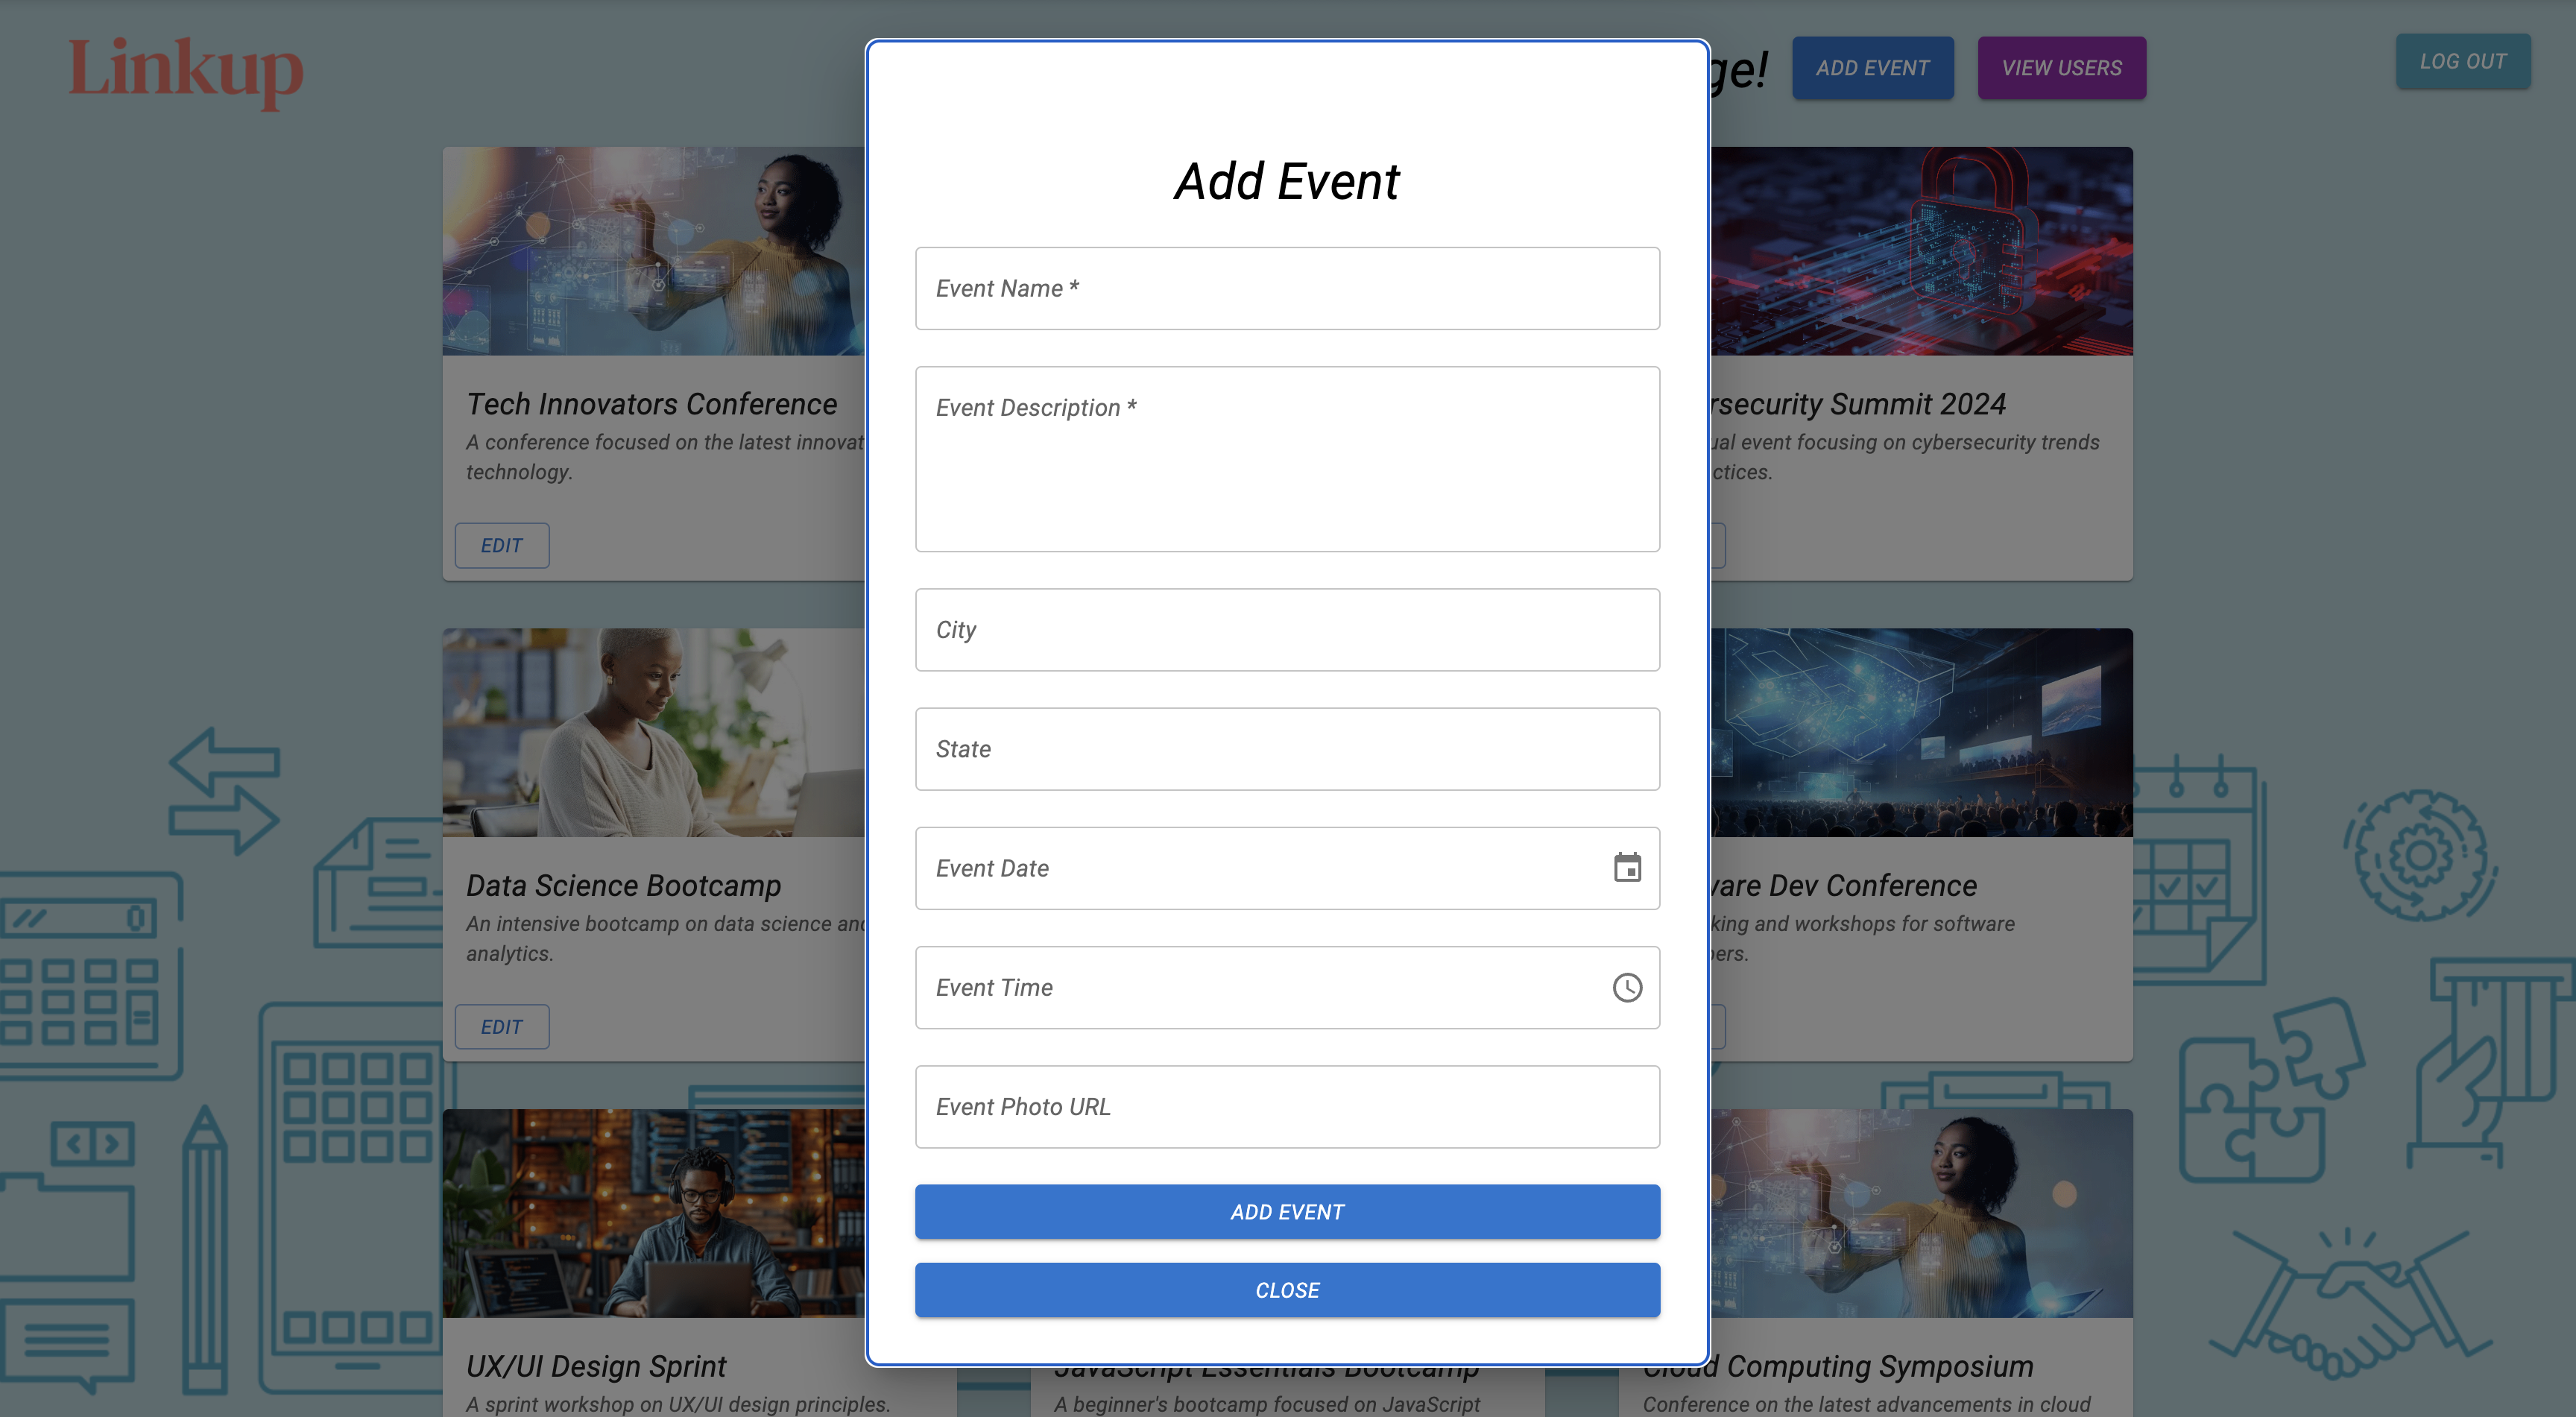 Linkup
ge!
ADD EVENT
VIEW USERS
LOG OUT
Add Event
Event Name *
Event Description *
City
State
Event Date
Event Time
Event Photo URL
ADD EVENT
CLOSE
Tech Innovators Conference
A conference focused on the latest innovat
technology.
EDIT
rsecurity Summit 2024
ual event focusing on cybersecurity trends
ctices.
Data Science Bootcamp
An intensive bootcamp on data science and
analytics.
EDIT
ware Dev Conference
king and workshops for software
pers.
UX/UI Design Sprint
A sprint workshop on UX/UI design principles.
JavaScript Essentials Bootcamp
A beginner's bootcamp focused on JavaScript
Cloud Computing Symposium
Conference on the latest advancements in cloud